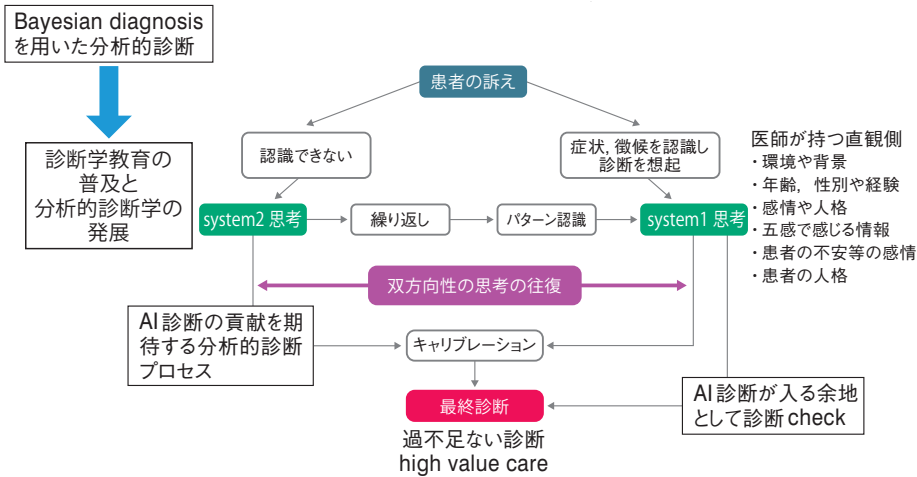 Bayesian diagnosis
を用いた分析的診断
患者の訴え
診断学教育の
普及と
分析的診断学の
発展
認識できない
症状, 徴候を認識し
診断を想起
医師が持つ直観側
・環境や背景
・年齢, 性別や経験
・感情や人格
・五感で感じる情報
・患者の不安等の感情
・患者の人格
system2 思考
繰り返し
パターン認識
system1 思考
双方向性の思考の往復
AI診断の貢献を期
待する分析的診断
プロセス
キャリブレーション
最終診断
過不足ない診断
high value care
AI診断が入る余地
として診断check